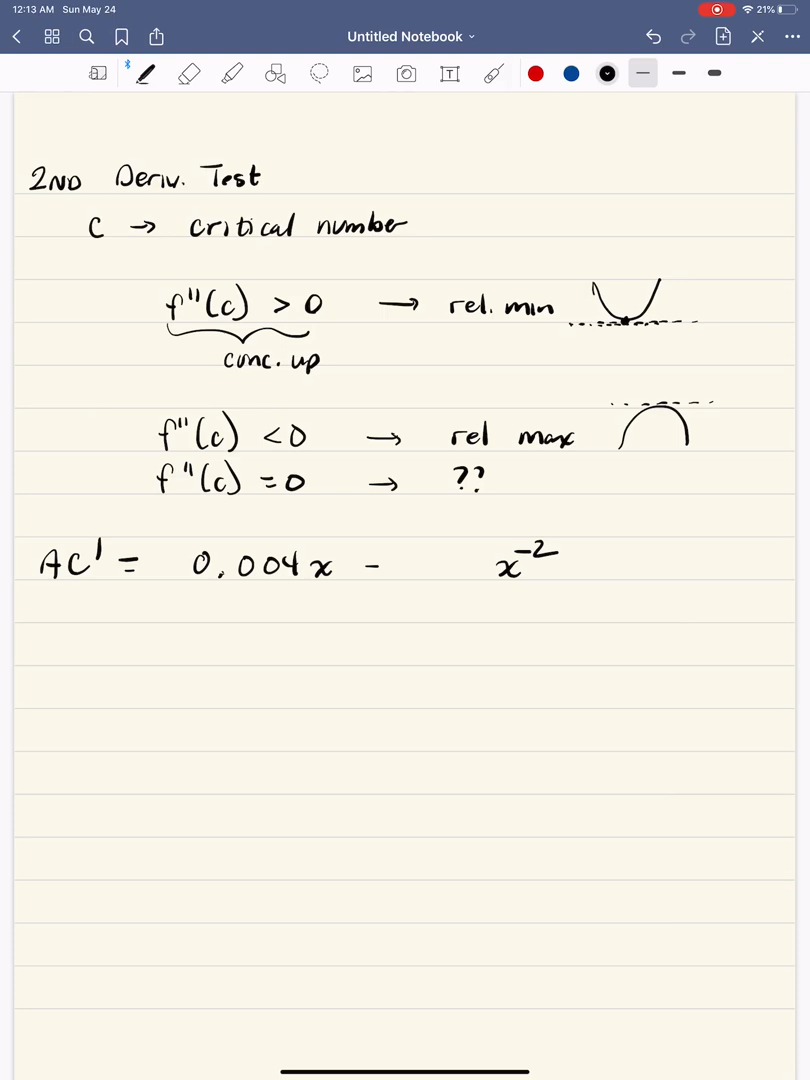 12:13 AM Sun May 24 21%
Untitled Notebook
2ND Deriv. Test
C → critical number
f"(c) > 0 → rel. min
conc. up
f"(c) < 0 → rel max
f"(c) = 0 → ??
AC' = 0.004x - x⁻²